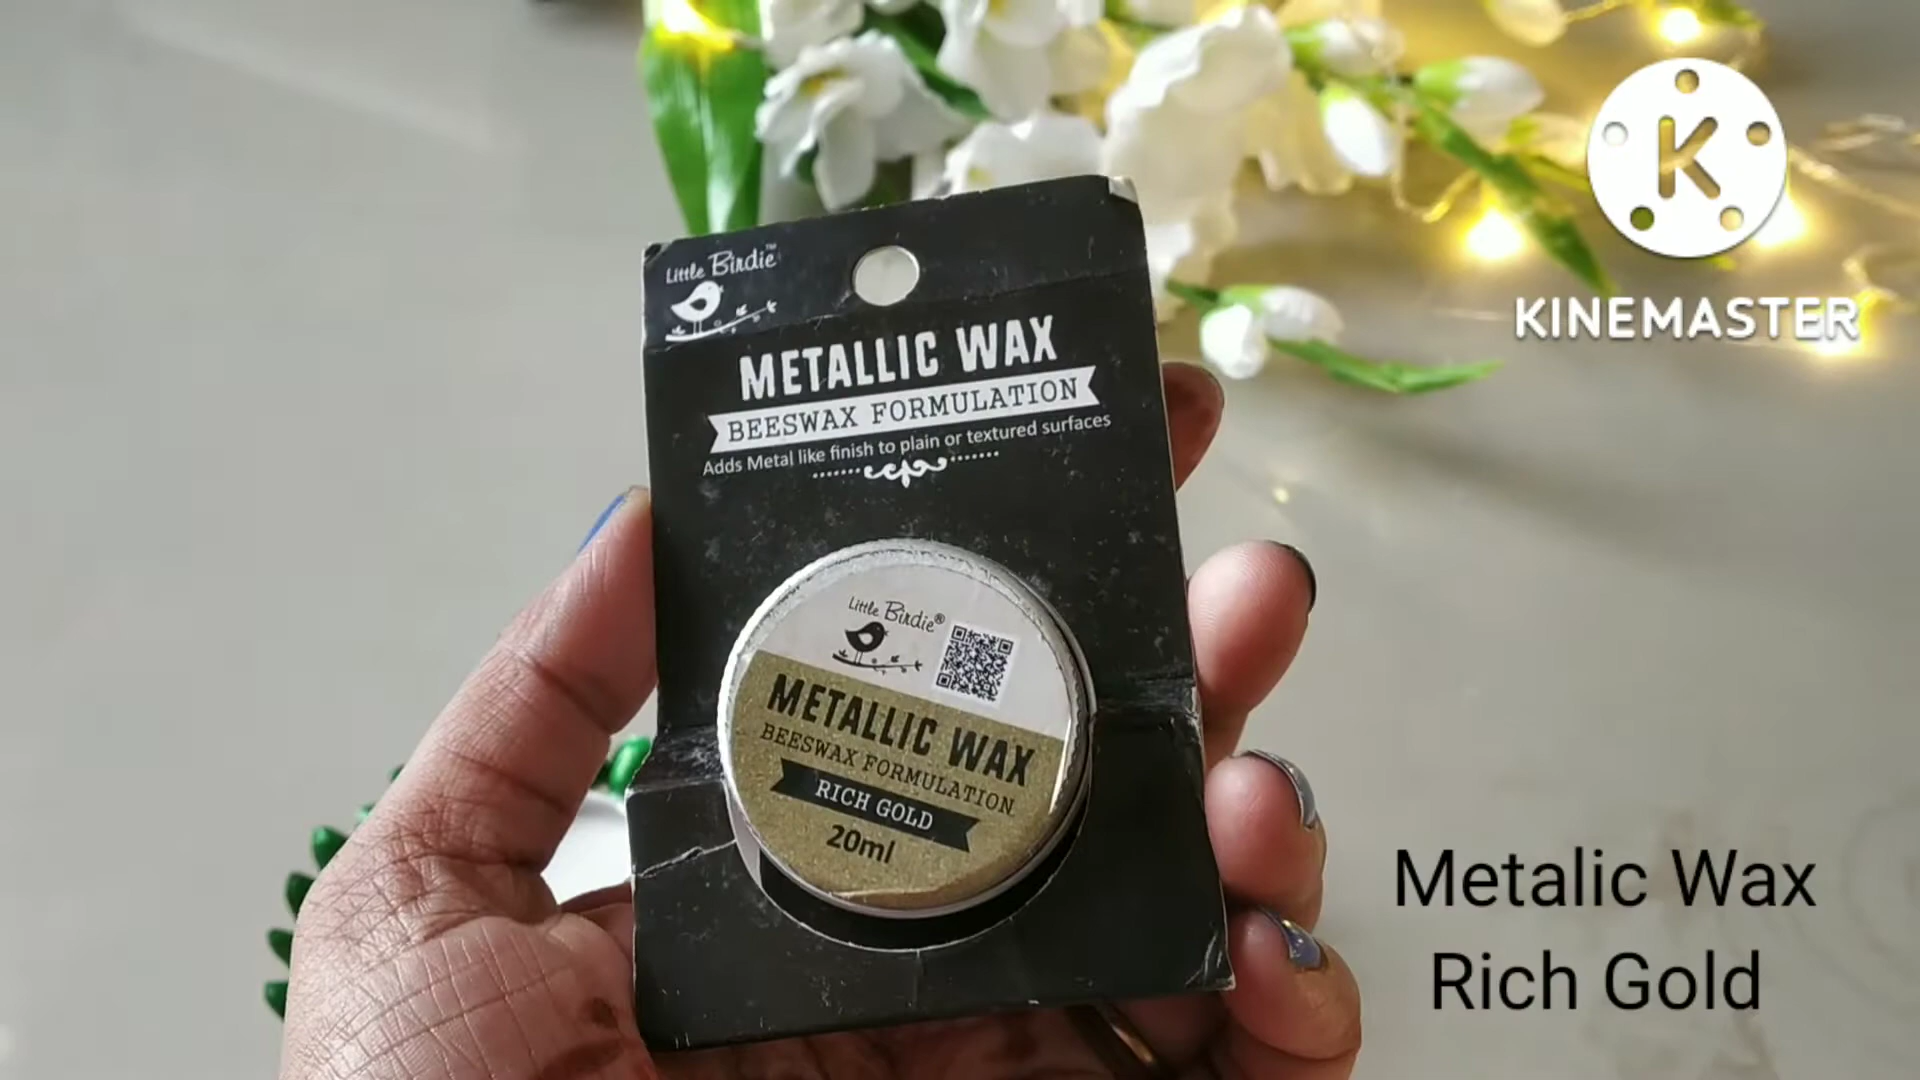 Little Birdie™
METALLIC WAX
BEESWAX FORMULATION
Adds Metal like finish to plain or textured surfaces
Little Birdie®
METALLIC WAX
BEESWAX FORMULATION
RICH GOLD
20ml
K
KINEMASTER
Metalic Wax
Rich Gold